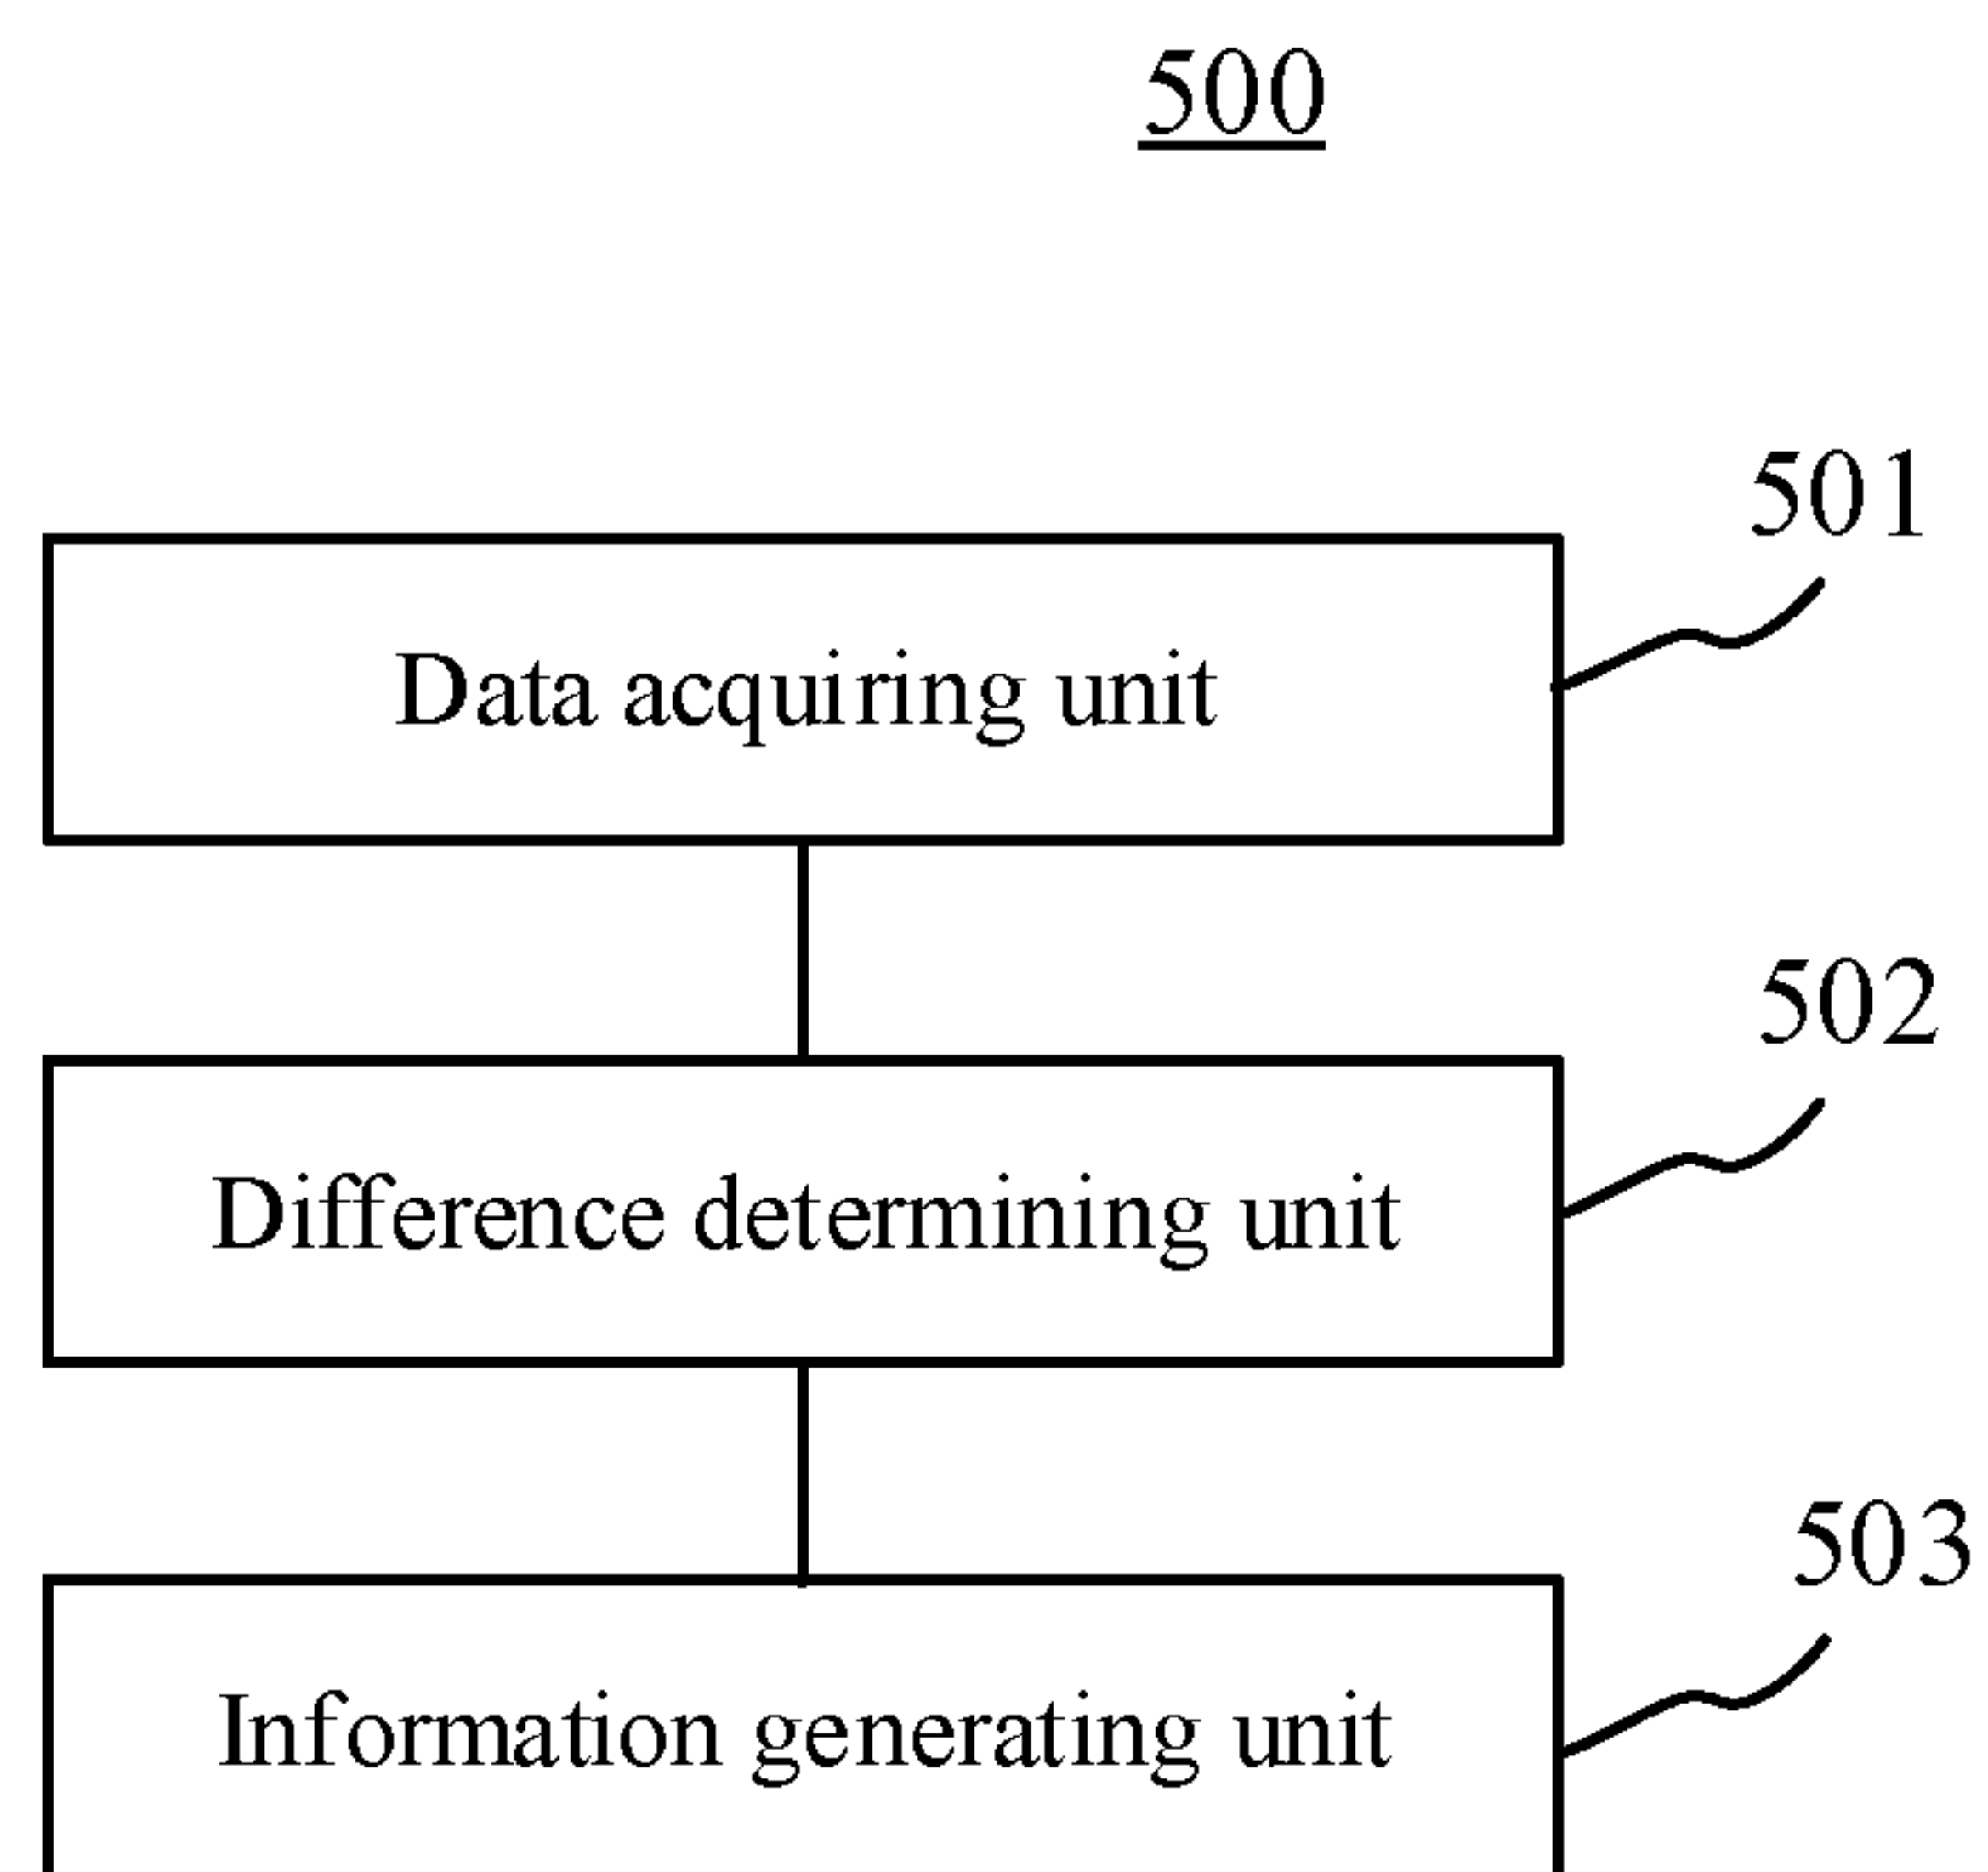 500
501
Data acquiring unit
502
Difference determining unit
503
Information generating unit